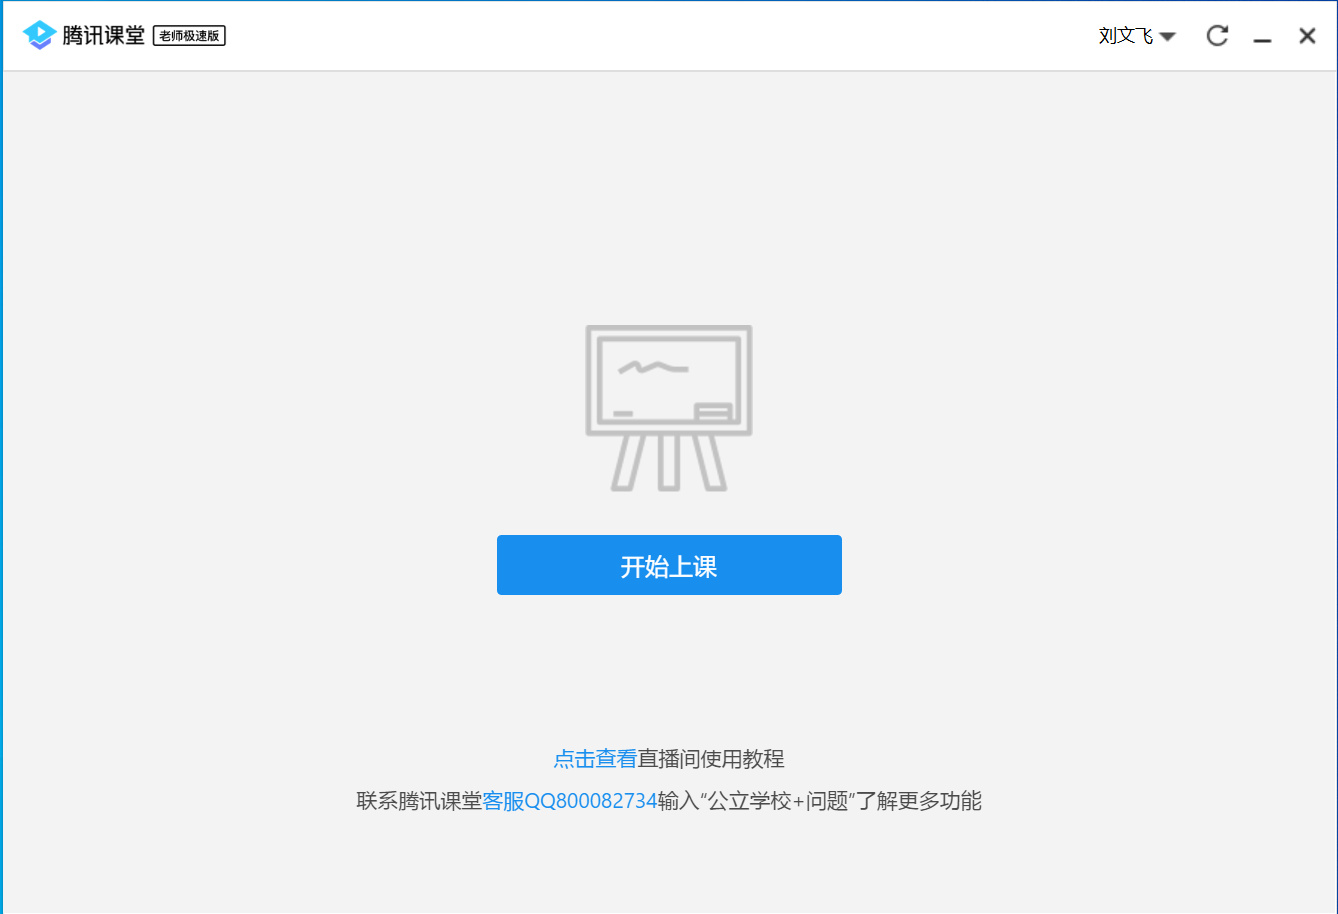 腾讯课堂 老师极速版 刘文飞
开始上课
点击查看直播间使用教程
联系腾讯课堂客服QQ800082734输入“公立学校+问题”了解更多功能